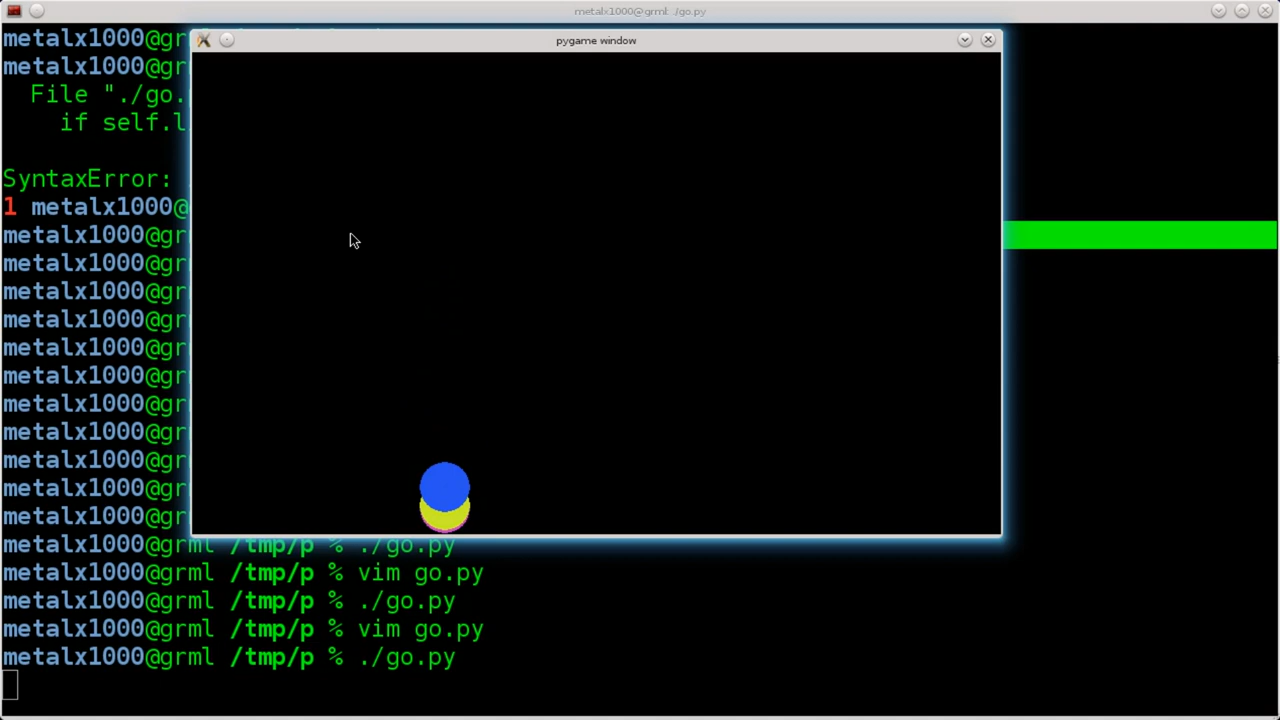 metalx1000@grml: ./go.py
pygame window
metalx1000@gr
metalx1000@gr
File "./go.
if self.l
SyntaxError:
1 metalx1000@
metalx1000@gr
metalx1000@gr
metalx1000@gr
metalx1000@gr
metalx1000@gr
metalx1000@gr
metalx1000@gr
metalx1000@gr
metalx1000@gr
metalx1000@gr
metalx1000@gr
metalx1000@grml /tmp/p % ./go.py
metalx1000@grml /tmp/p % vim go.py
metalx1000@grml /tmp/p % ./go.py
metalx1000@grml /tmp/p % vim go.py
metalx1000@grml /tmp/p % ./go.py